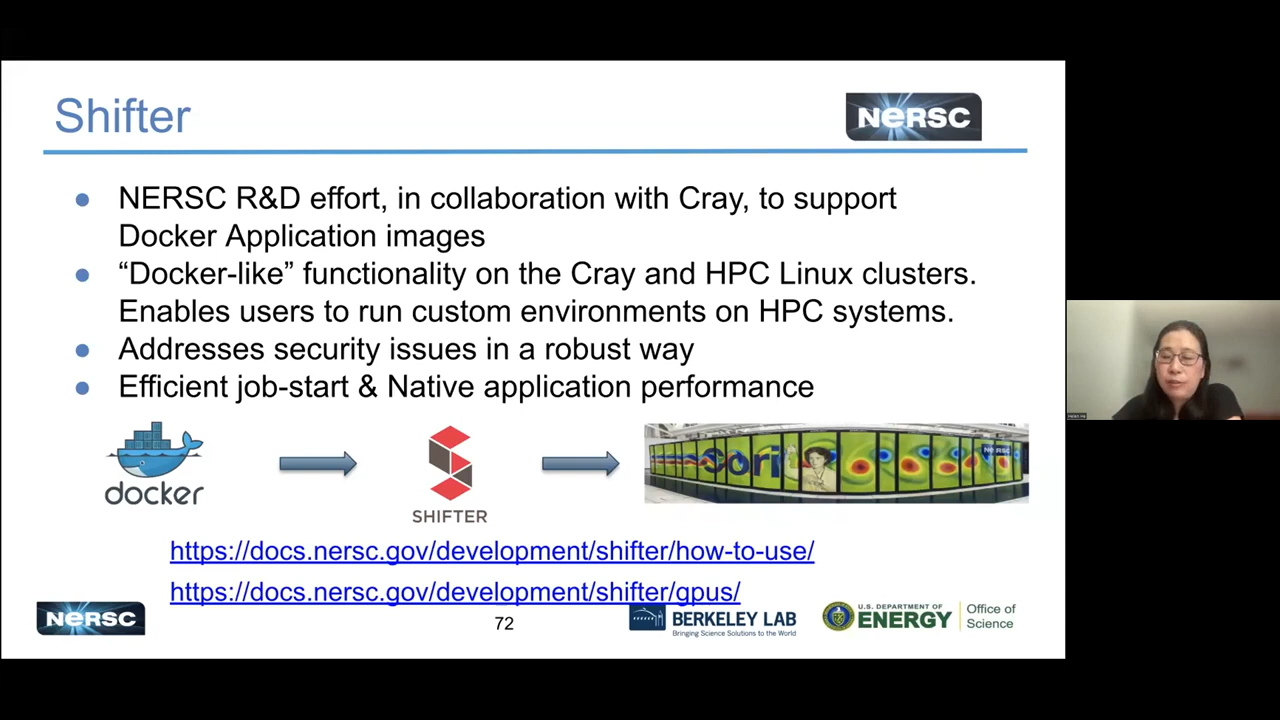 Shifter
NERSC
NERSC R&D effort, in collaboration with Cray, to support
Docker Application images
“Docker-like” functionality on the Cray and HPC Linux clusters.
Enables users to run custom environments on HPC systems.
Addresses security issues in a robust way
Efficient job-start & Native application performance
docker
SHIFTER
Cori
NERSC
https://docs.nersc.gov/development/shifter/how-to-use/
https://docs.nersc.gov/development/shifter/gpus/
NERSC
72
BERKELEY LAB
Bringing Science Solutions to the World
U.S. DEPARTMENT OF
ENERGY
Office of
Science